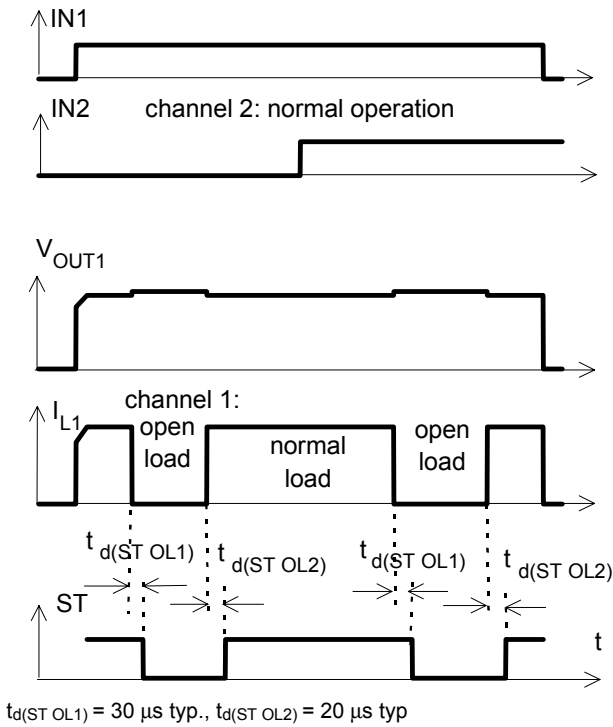 IN1
IN2 channel 2: normal operation
VOUT1
channel 1:
IL1
open
load
normal
load
open
load
td(ST OL1)
td(ST OL2)
td(ST OL1)
td(ST OL2)
ST
t
td(ST OL1) = 30 μs typ., td(ST OL2) = 20 μs typ